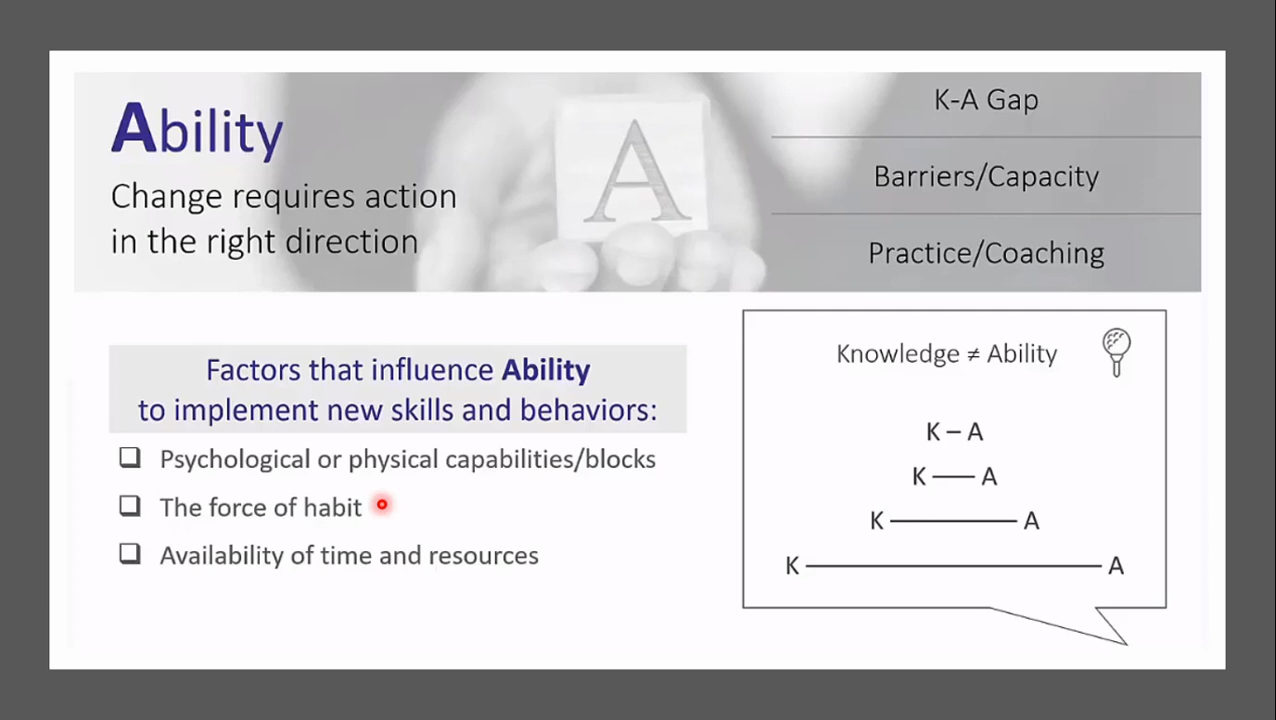 Ability
Change requires action
in the right direction
A
K-A Gap
Barriers/Capacity
Practice/Coaching
Factors that influence Ability
to implement new skills and behaviors:
Psychological or physical capabilities/blocks
The force of habit
Availability of time and resources
Knowledge ≠ Ability
K – A
K — A
K —— A
K ——— A